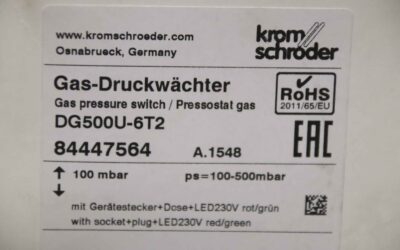 www.kromschroeder.com
Osnabrueck, Germany
krom
schröder
Gas-Druckwächter
Gas pressure switch / Pressostat gas
DG500U-6T2
84447564 A.1548
RoHS
2011/65/EU
EAC
100 mbar ps=100-500mbar
mit Gerätestecker+Dose+LED230V rot/grün
with socket+plug+LED230V red/green